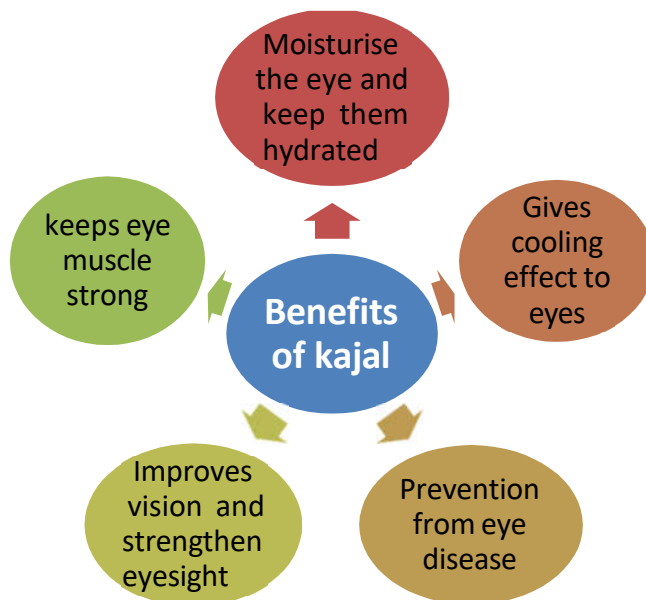 Moisturise
the eye and
keep them
hydrated
keeps eye
muscle
strong
Gives
cooling
effect to
eyes
Benefits
of kajal
Improves
vision and
strengthen
eyesight
Prevention
from eye
disease